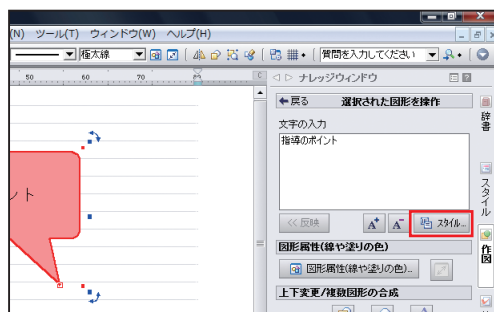 (N) ツール(T) ウィンドウ(W) ヘルプ(H)
極太線
質問を入力してください
50 60 70 80
ナレッジウィンドウ
戻る 選択された図形を操作
文字の入力
指導のポイント
ント
<< 反映 A+ A- スタイル...
図形属性(線や塗りの色)
図形属性(線や塗りの色)...
上下変更/複数図形の合成
辞書
スタイル
作図